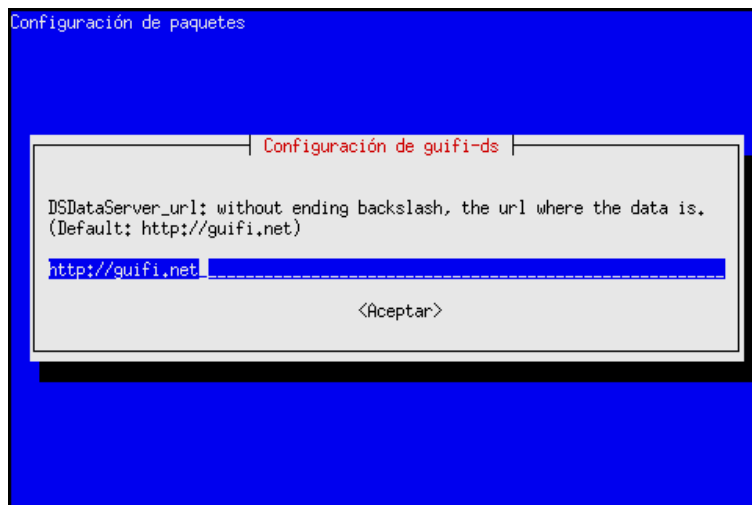 Configuración de paquetes
Configuración de guifi-ds
DSDataServer_url: without ending backslash, the url where the data is.
(Default: http://guifi.net)
http://guifi.net
<Aceptar>